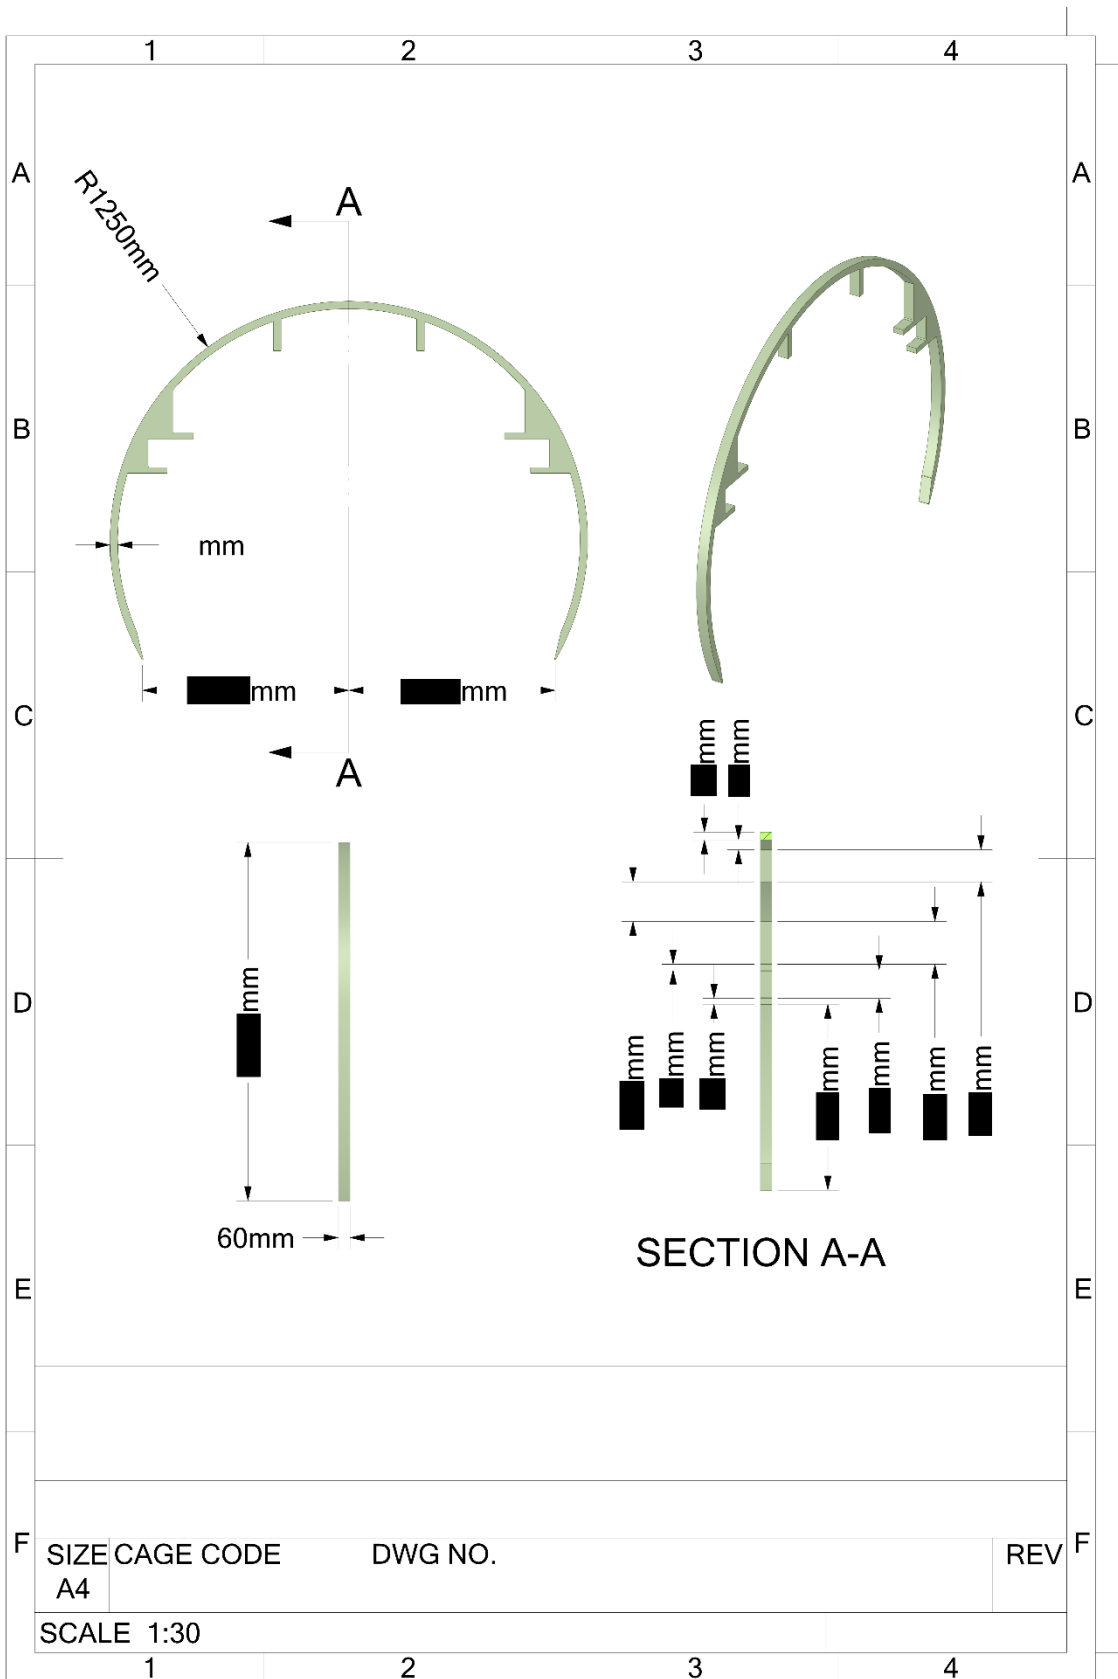 1 2 3 4
A A
R1250mm
A
B B
mm
mm mm
C C
A
mm mm
D mm D
mm mm mm mm mm mm mm
60mm
SECTION A-A
E E
F F
SIZE CAGE CODE DWG NO. REV
A4
SCALE 1:30
1 2 3 4